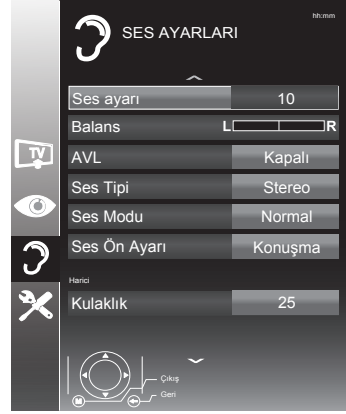 hh:mm
SES AYARLARI
Ses ayarı 10
Balans L R
TV
AVL Kapalı
Ses Tipi Stereo
Ses Modu Normal
Ses Ön Ayarı Konuşma
Harici
Kulaklık 25
Çıkış
M Geri